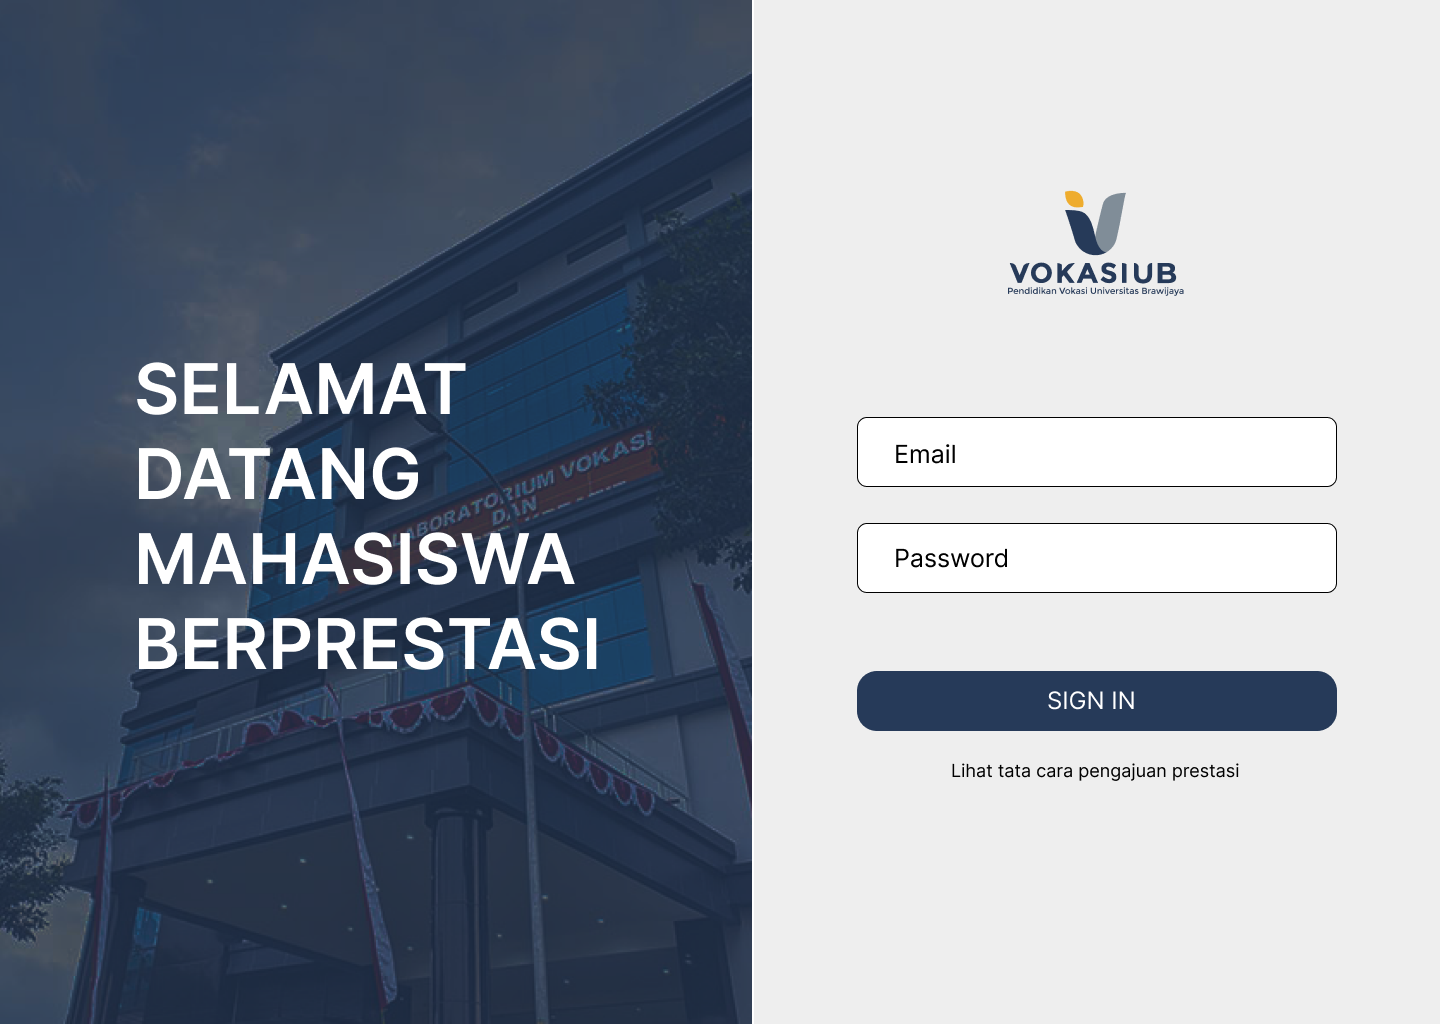 SELAMAT
DATANG
MAHASISWA
BERPRESTASI
LABORATORIUM VOKASI
DAN
VOKASIUB
Pendidikan Vokasi Universitas Brawijaya
Email
Password
SIGN IN
Lihat tata cara pengajuan prestasi